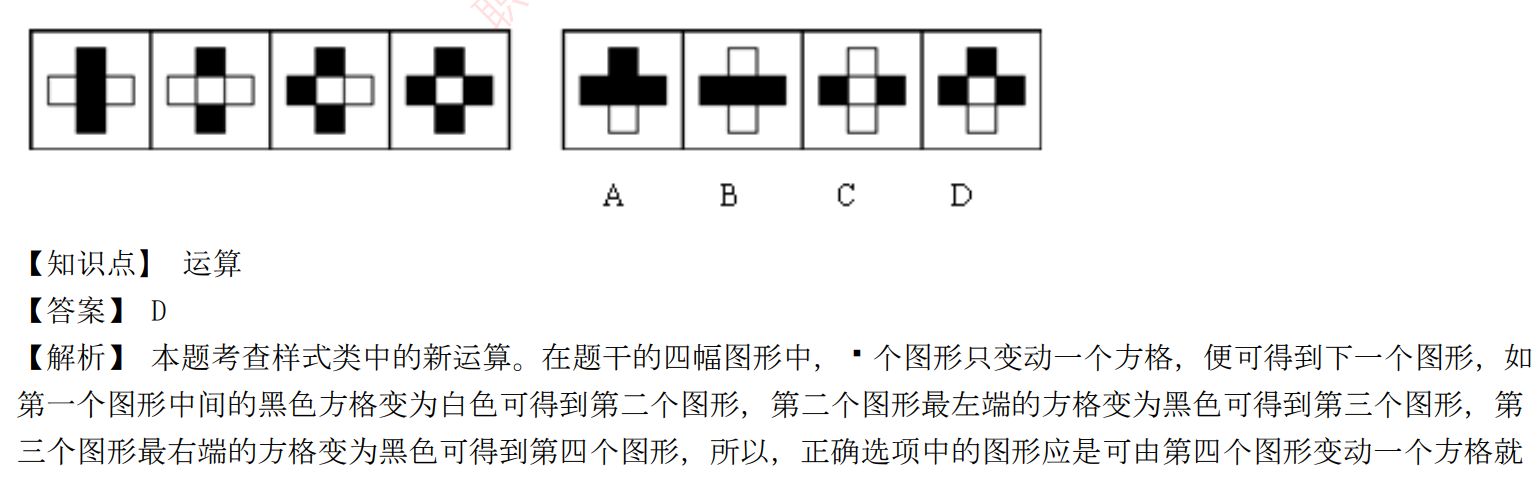 职
A B C D
【知识点】 运算
【答案】 D
【解析】 本题考查样式类中的新运算。在题干的四幅图形中, 个图形只变动一个方格, 便可得到下一个图形, 如
第一个图形中间的黑色方格变为白色可得到第二个图形, 第二个图形最左端的方格变为黑色可得到第三个图形, 第
三个图形最右端的方格变为黑色可得到第四个图形, 所以, 正确选项中的图形应是可由第四个图形变动一个方格就